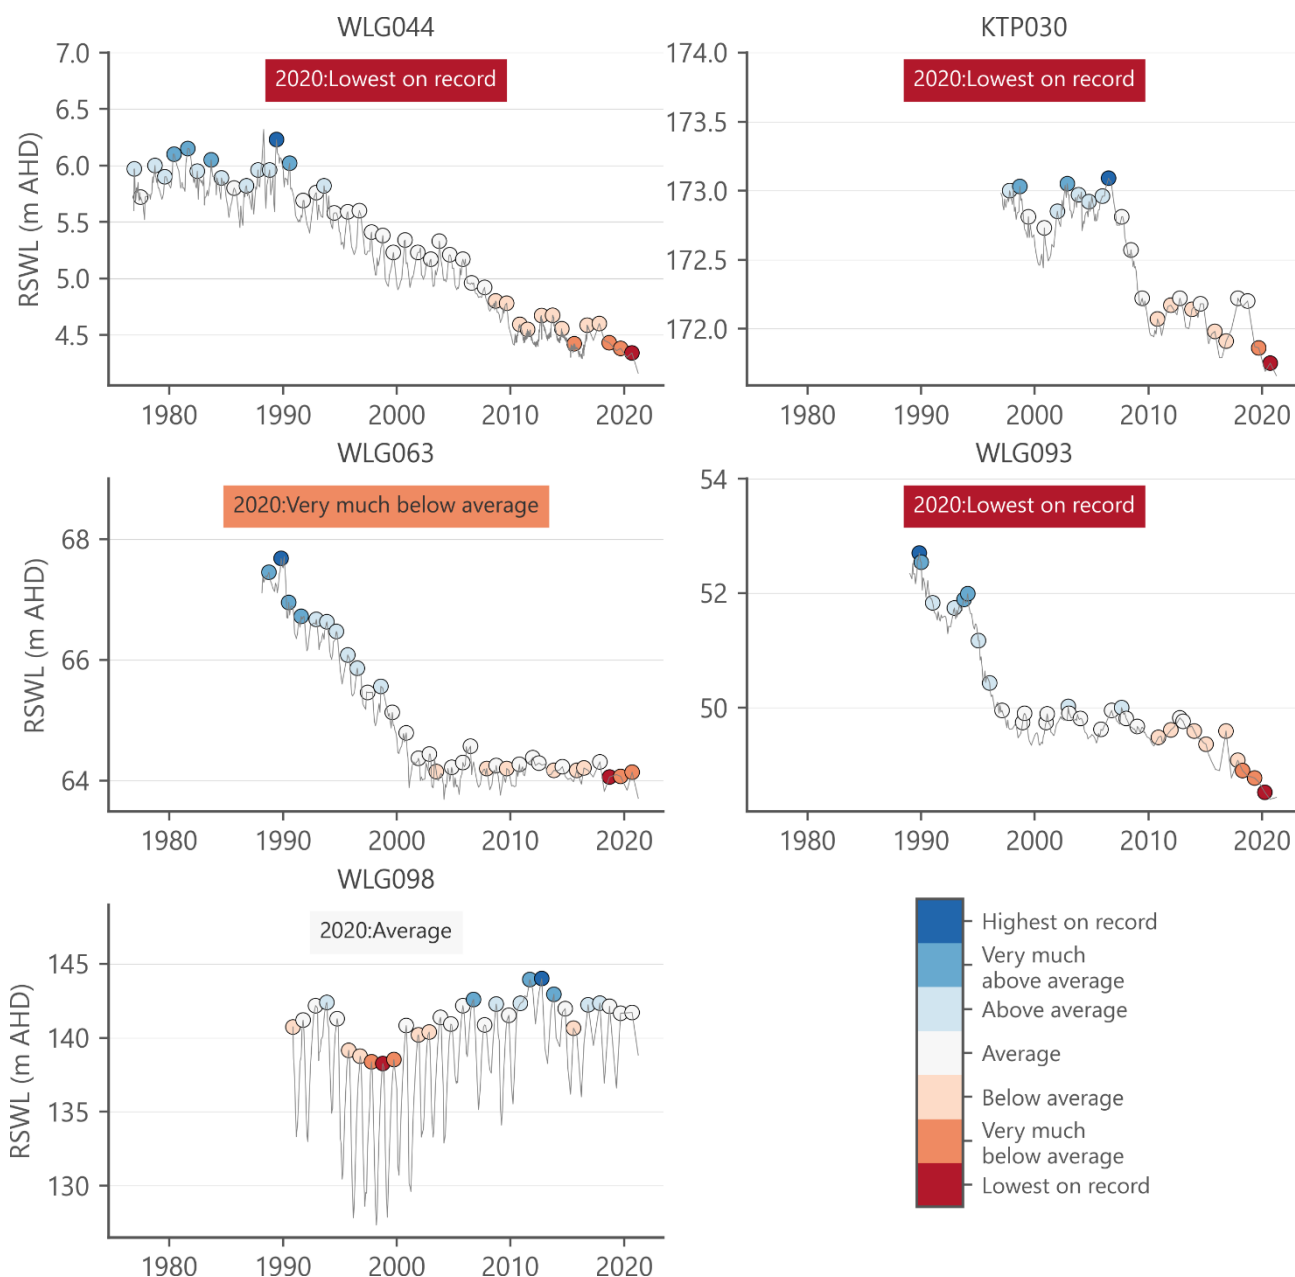 WLG044
2020:Lowest on record
RSWL (m AHD)
7.0
6.5
6.0
5.5
5.0
4.5
1980 1990 2000 2010 2020
KTP030
2020:Lowest on record
174.0
173.5
173.0
172.5
172.0
1980 1990 2000 2010 2020
WLG063
2020:Very much below average
RSWL (m AHD)
68
66
64
1980 1990 2000 2010 2020
WLG093
2020:Lowest on record
54
52
50
1980 1990 2000 2010 2020
WLG098
2020:Average
RSWL (m AHD)
145
140
135
130
1980 1990 2000 2010 2020
Highest on record
Very much
above average
Above average
Average
Below average
Very much
below average
Lowest on record